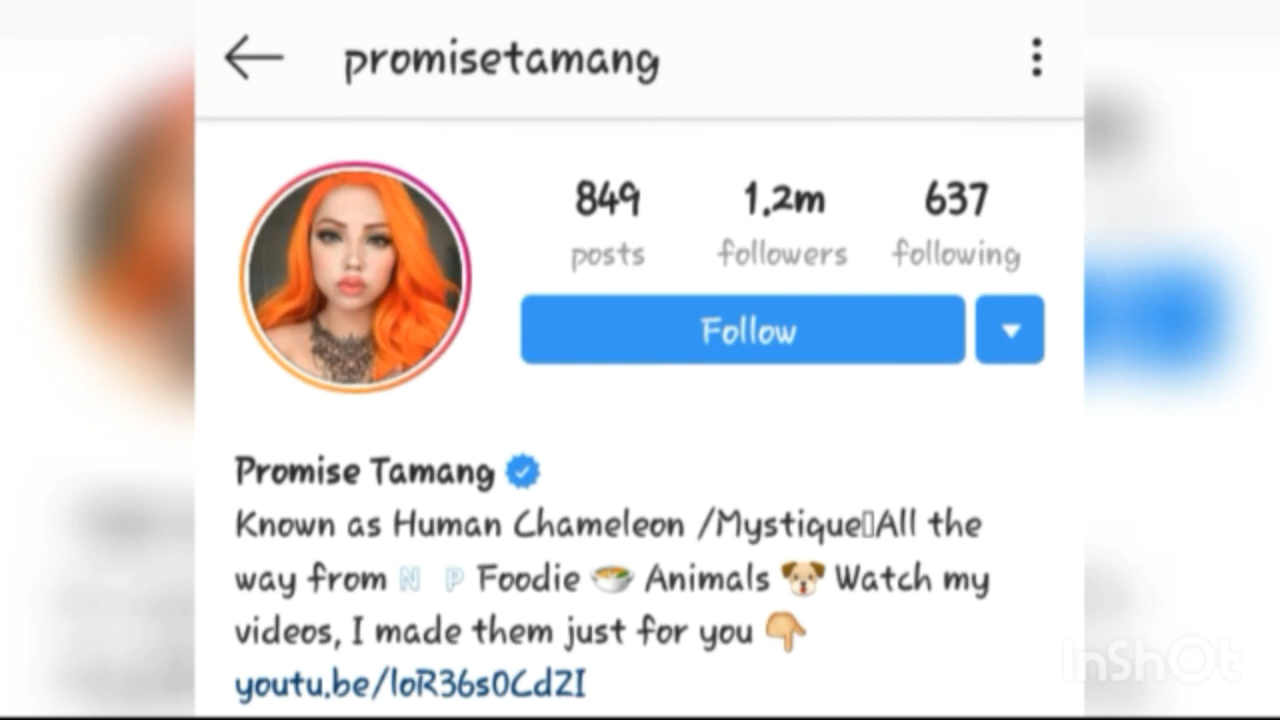 promisetamang
849 1.2m 637
posts followers following
Follow
Promise Tamang
Known as Human Chameleon /Mystique▯All the
way from N P Foodie 🍲 Animals 🐶 Watch my
videos, I made them just for you 👇
youtu.be/loR36s0Cd2I
InShOt